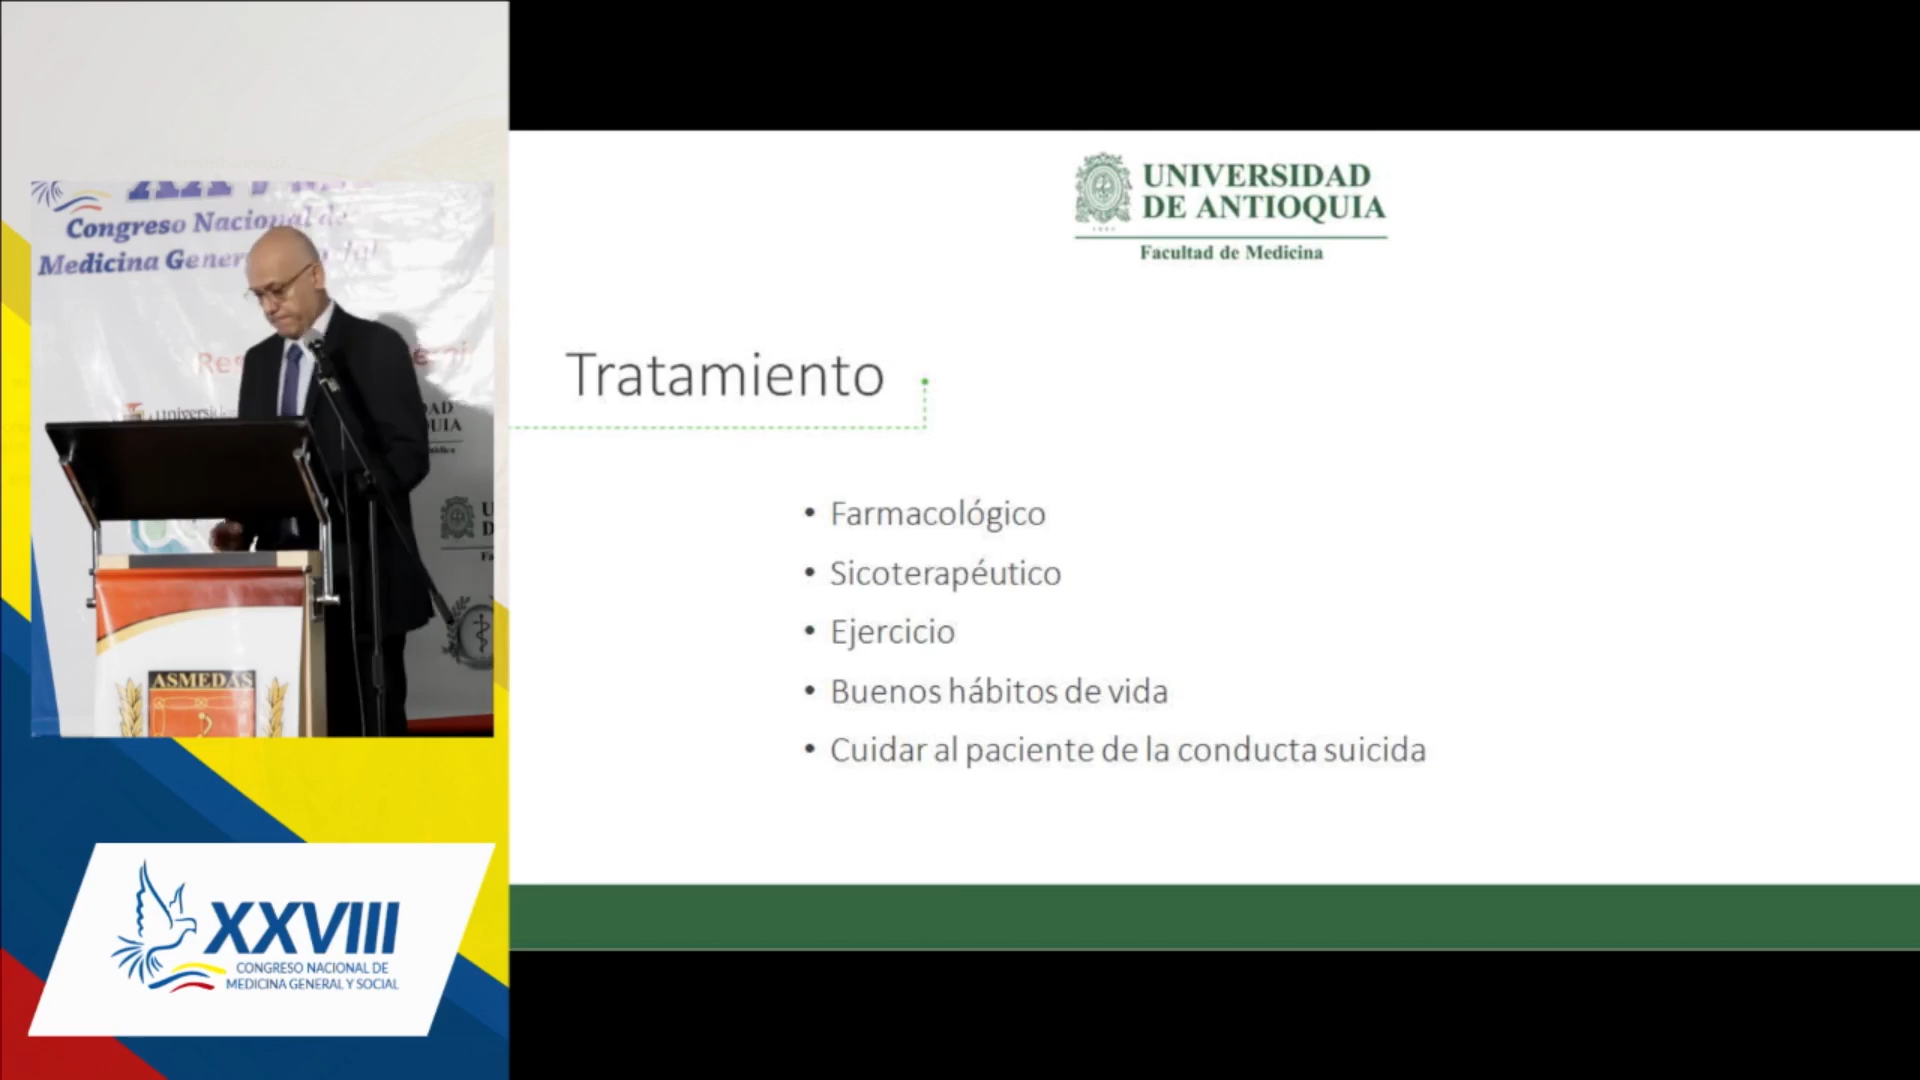 Congreso Nacional de
Medicina Gener
ASMEDAS
XXVIII
CONGRESO NACIONAL DE
MEDICINA GENERAL Y SOCIAL
UNIVERSIDAD
DE ANTIOQUIA
Facultad de Medicina
Tratamiento
• Farmacológico
• Sicoterapéutico
• Ejercicio
• Buenos hábitos de vida
• Cuidar al paciente de la conducta suicida